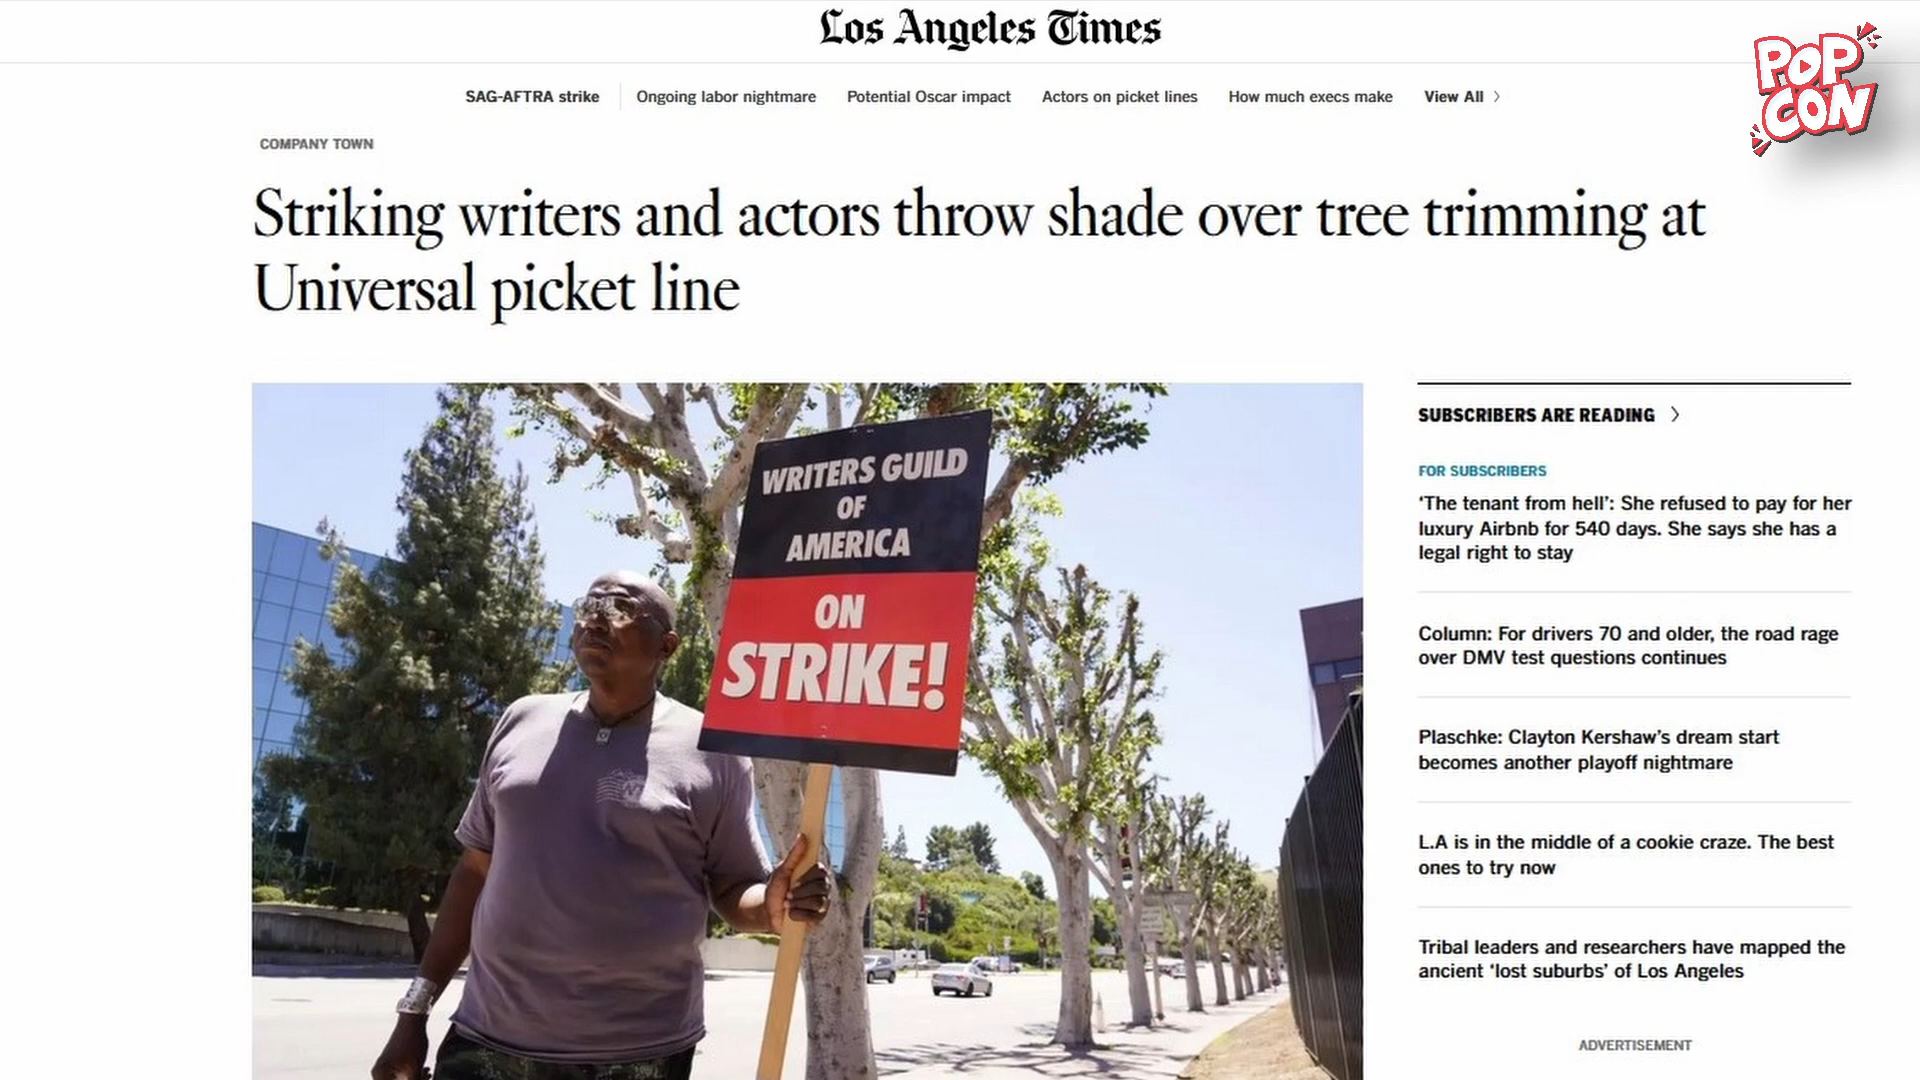 Los Angeles Times
POP
CON
SAG-AFTRA strike
Ongoing labor nightmare
Potential Oscar impact
Actors on picket lines
How much execs make
View All
COMPANY TOWN
Striking writers and actors throw shade over tree trimming at
Universal picket line
WRITERS GUILD
OF
AMERICA
ON
STRIKE!
SUBSCRIBERS ARE READING
FOR SUBSCRIBERS
‘The tenant from hell’: She refused to pay for her
luxury Airbnb for 540 days. She says she has a
legal right to stay
Column: For drivers 70 and older, the road rage
over DMV test questions continues
Plaschke: Clayton Kershaw’s dream start
becomes another playoff nightmare
L.A is in the middle of a cookie craze. The best
ones to try now
Tribal leaders and researchers have mapped the
ancient ‘lost suburbs’ of Los Angeles
ADVERTISEMENT